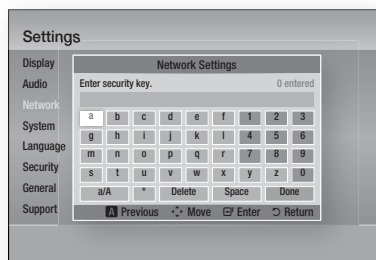 Settings
Display
Audio
Network
System
Language
Security
General
Support
Network Settings
Enter security key. 0 entered
a b c d e f 1 2 3
g h i j k l 4 5 6
m n o p q r 7 8 9
s t u v w x y z 0
a/A * Delete Space Done
A Previous Move Enter Return